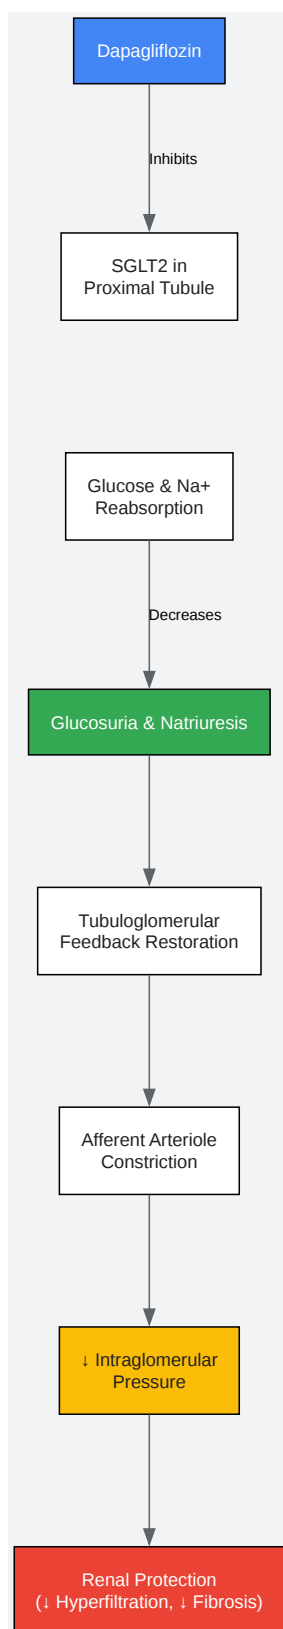 Dapagliflozin
Inhibits
SGLT2 in
Proximal Tubule
Glucose & Na+
Reabsorption
Decreases
Glucosuria & Natriuresis
Tubuloglomerular
Feedback Restoration
Afferent Arteriole
Constriction
↓ Intraglomerular
Pressure
Renal Protection
(↓ Hyperfiltration, ↓ Fibrosis)